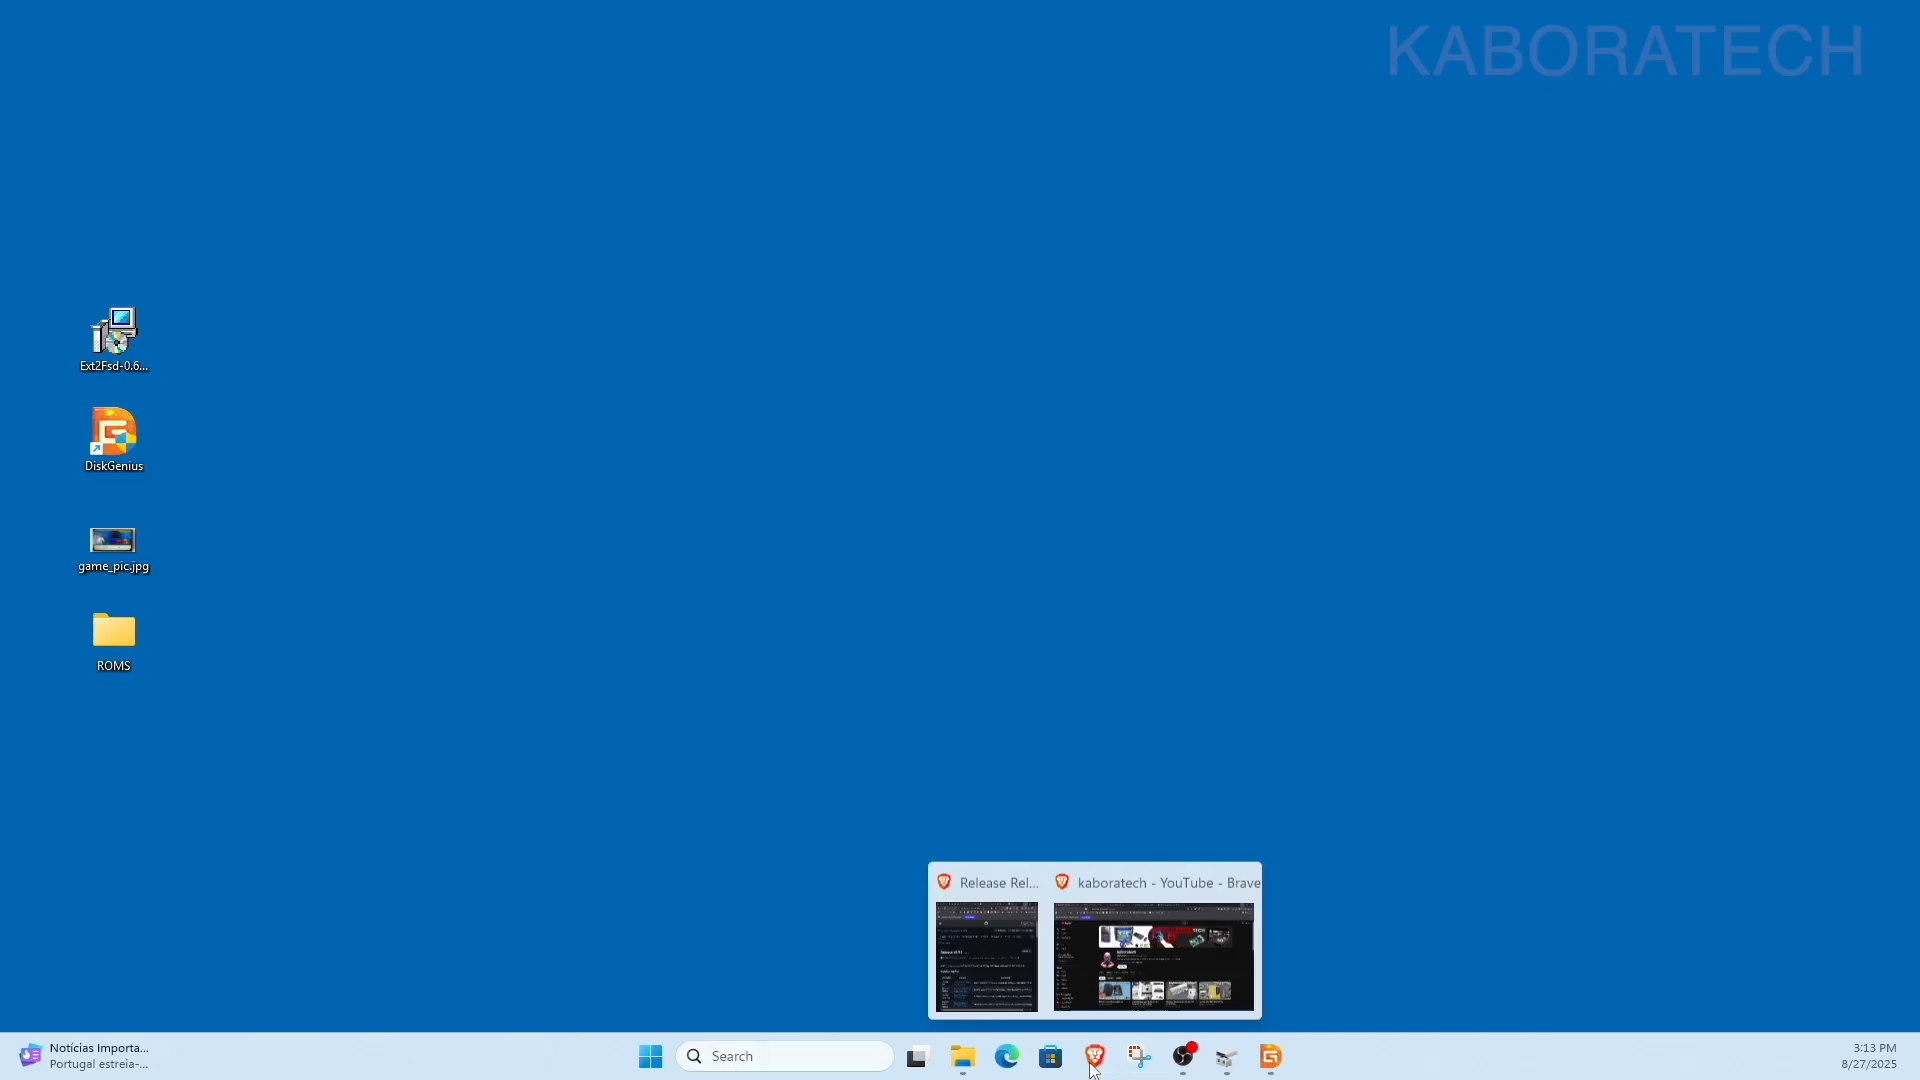 KABORATECH
Ext2Fsd-0.6...
DiskGenius
game_pic.jpg
ROMS
Release Rel...
kaboratech - YouTube - Brave
Notícias Importa...
Portugal estreia-...
Search
3:13 PM
8/27/2025